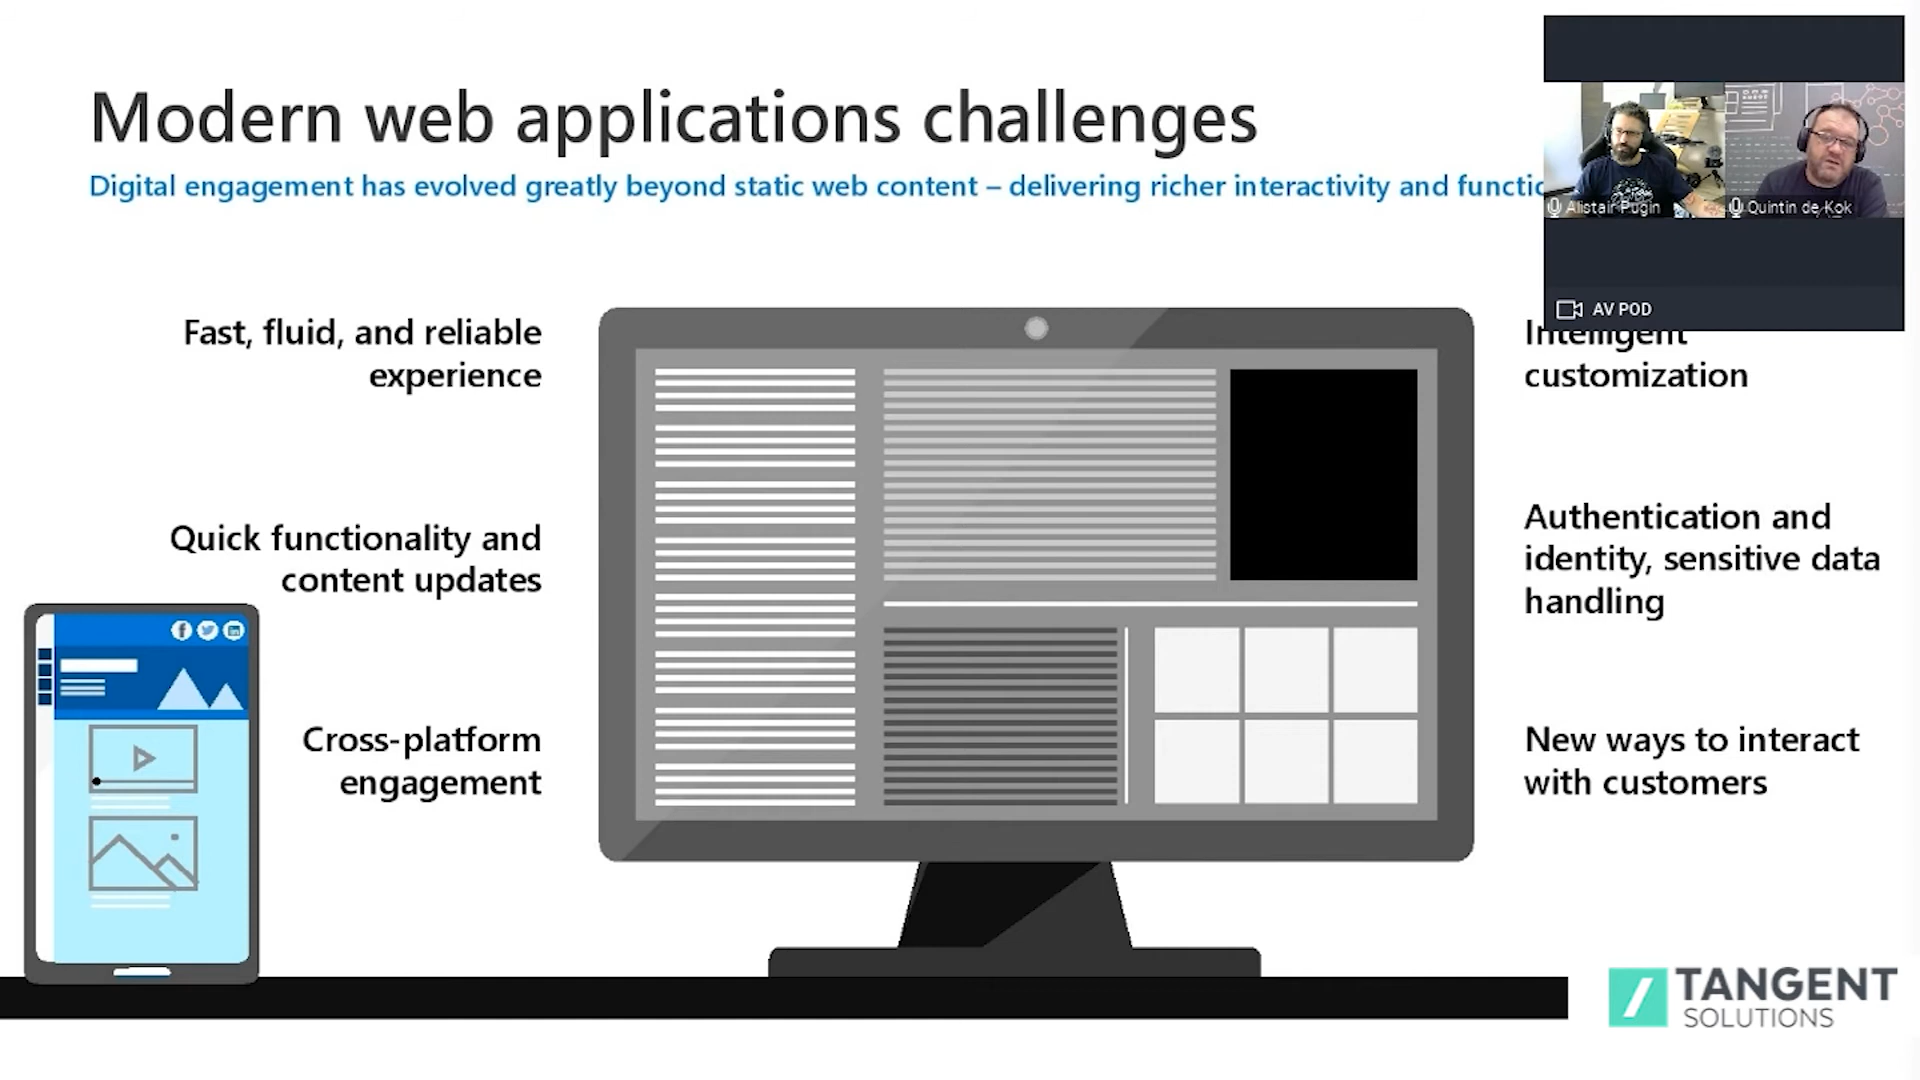 Modern web applications challenges
Digital engagement has evolved greatly beyond static web content – delivering richer interactivity and
Alistair Pugin
Quintin de Kok
AV POD
Fast, fluid, and reliable
experience
Quick functionality and
content updates
Cross-platform
engagement
Intelligent
customization
Authentication and
identity, sensitive data
handling
New ways to interact
with customers
TANGENT
SOLUTIONS